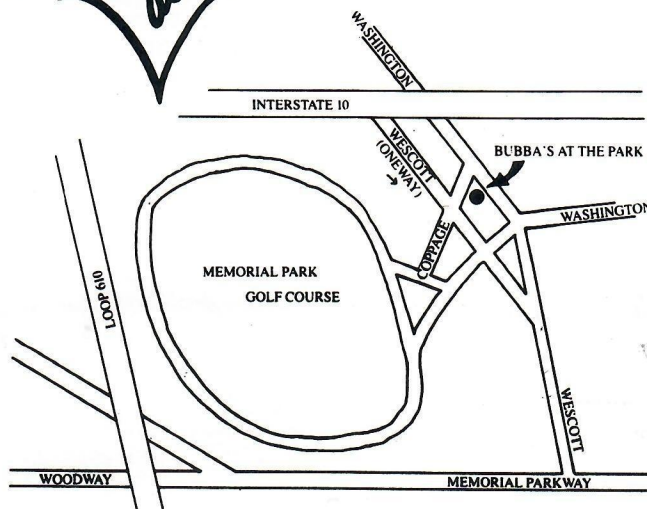 WASHINGTON
INTERSTATE 10
WESCOTT
(ONEWAY)
→
BUBBA'S AT THE PARK
WASHINGTON
COPPAGE
MEMORIAL PARK
GOLF COURSE
LOOP 610
WESCOTT
WOODWAY
MEMORIAL PARKWAY